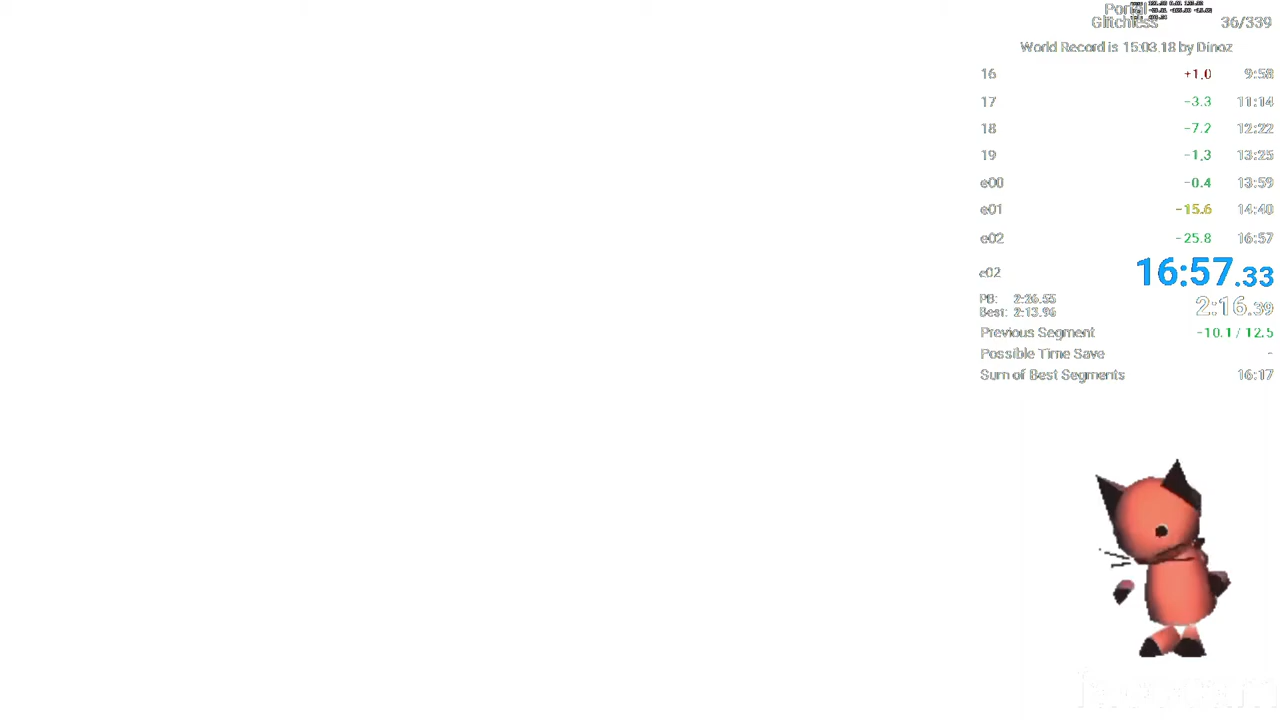 Portal
Glitchless 36/339
World Record is 15:03.18 by Dinoz
16 +1.0 9:58
17 -3.3 11:14
18 -7.2 12:22
19 -1.3 13:25
e00 -0.4 13:59
e01 -15.6 14:40
e02 -25.8 16:57
e02 16:57.33
PB: 2:26.55
Best: 2:13.96 2:16.39
Previous Segment -10.1 / 12.5
Possible Time Save -
Sum of Best Segments 16:17